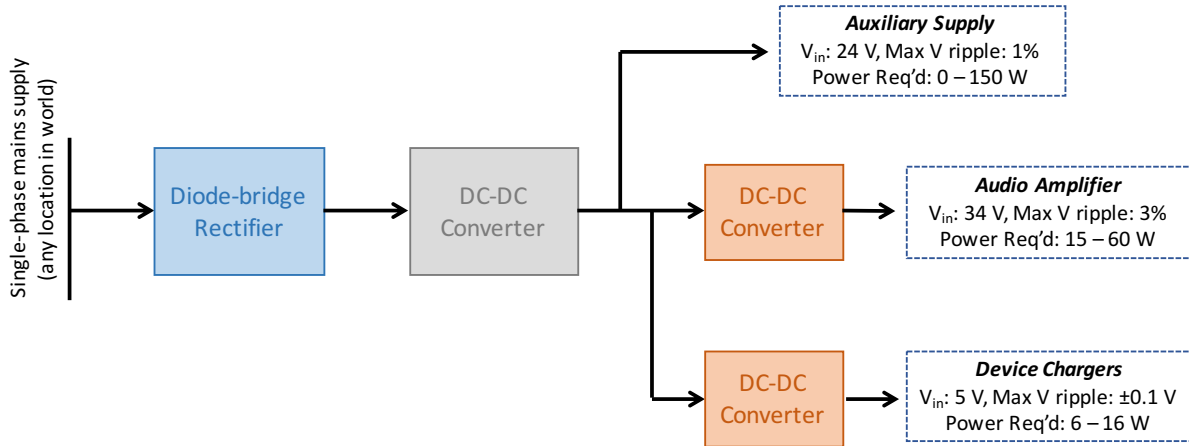 Single-phase mains supply
(any location in world)
Diode-bridge
Rectifier
DC-DC
Converter
Auxiliary Supply
Vin: 24 V, Max V ripple: 1%
Power Req'd: 0 – 150 W
DC-DC
Converter
Audio Amplifier
Vin: 34 V, Max V ripple: 3%
Power Req'd: 15 – 60 W
DC-DC
Converter
Device Chargers
Vin: 5 V, Max V ripple: ±0.1 V
Power Req'd: 6 – 16 W